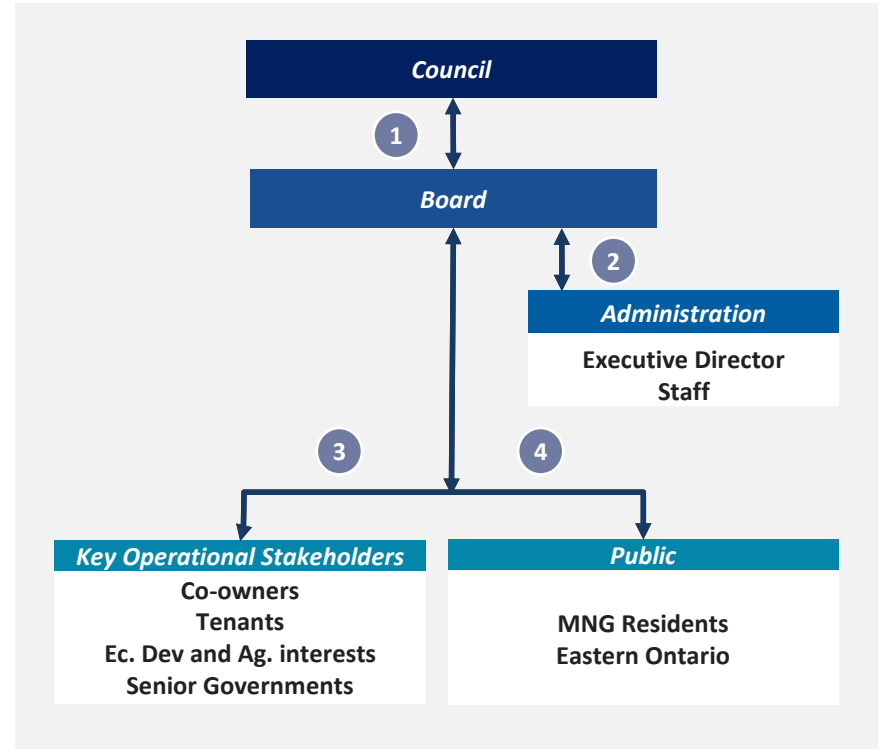 Council
1
Board
2
Administration
Executive Director
Staff
3
4
Key Operational Stakeholders
Co-owners
Tenants
Ec. Dev and Ag. interests
Senior Governments
Public
MNG Residents
Eastern Ontario